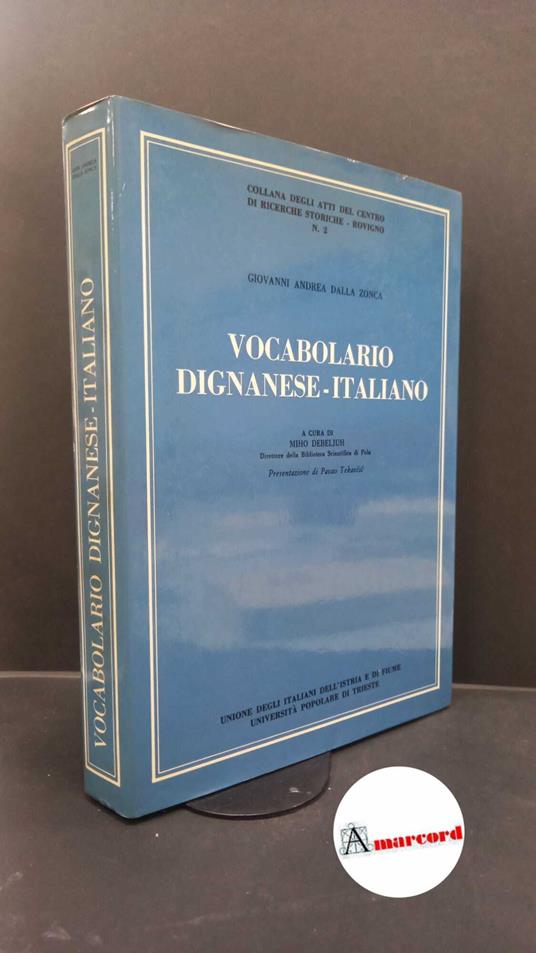 COLLANA DEGLI ATTI DEL CENTRO
DI RICERCHE STORICHE - ROVIGNO
N. 2
GIOVANNI ANDREA DALLA ZONCA
VOCABOLARIO
DIGNANESE-ITALIANO
A CURA DI
MIHO DEBELJUH
Direttore della Biblioteca Scientifica di Pola
Presentazione di Pavao Tekavčić
UNIONE DEGLI ITALIANI DELL'ISTRIA E DI FIUME
UNIVERSITÀ POPOLARE DI TRIESTE
VOCABOLARIO DIGNANESE-ITALIANO
Amarcord